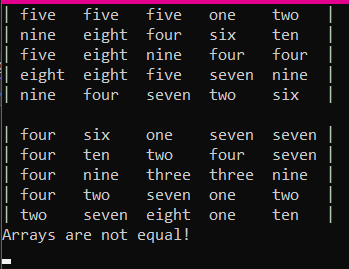 | five five five one two |
| nine eight four six ten |
| five eight nine four four |
| eight eight five seven nine |
| nine four seven two six |
| four six one seven seven |
| four ten two four seven |
| four nine three three nine |
| four two seven one two |
| two seven eight one ten |
Arrays are not equal!